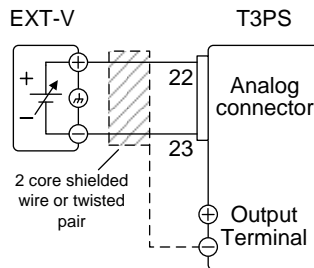 EXT-V
T3PS
22
Analog
connector
23
2 core shielded
wire or twisted
pair
Output
Terminal